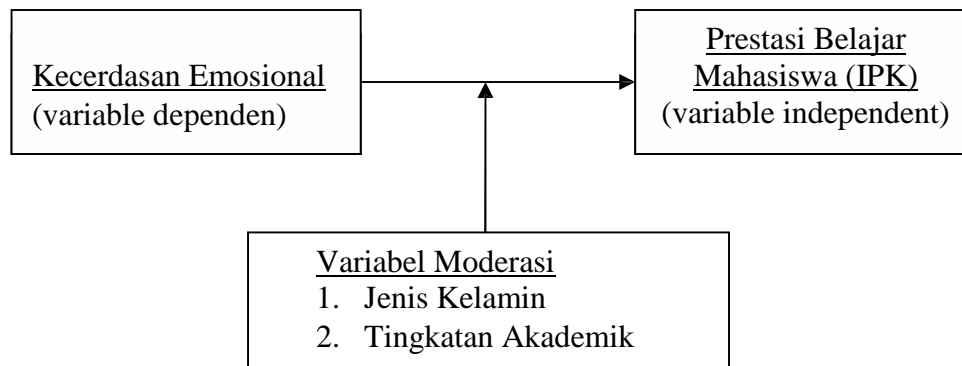 Kecerdasan Emosional
(variable dependen)
Prestasi Belajar
Mahasiswa (IPK)
(variable independent)
Variabel Moderasi
1. Jenis Kelamin
2. Tingkatan Akademik